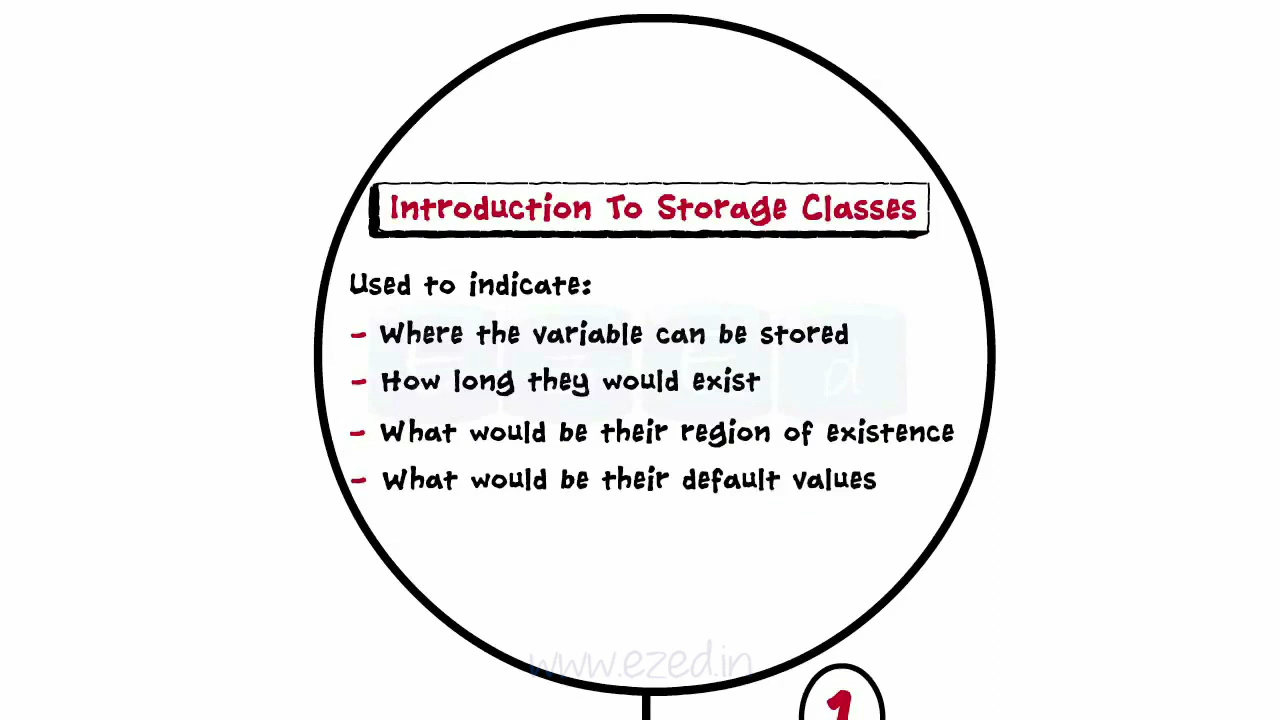 Introduction To Storage Classes
Used to indicate:
- Where the variable can be stored
- How long they would exist
- What would be their region of existence
- What would be their default values
www.ezed.in
1